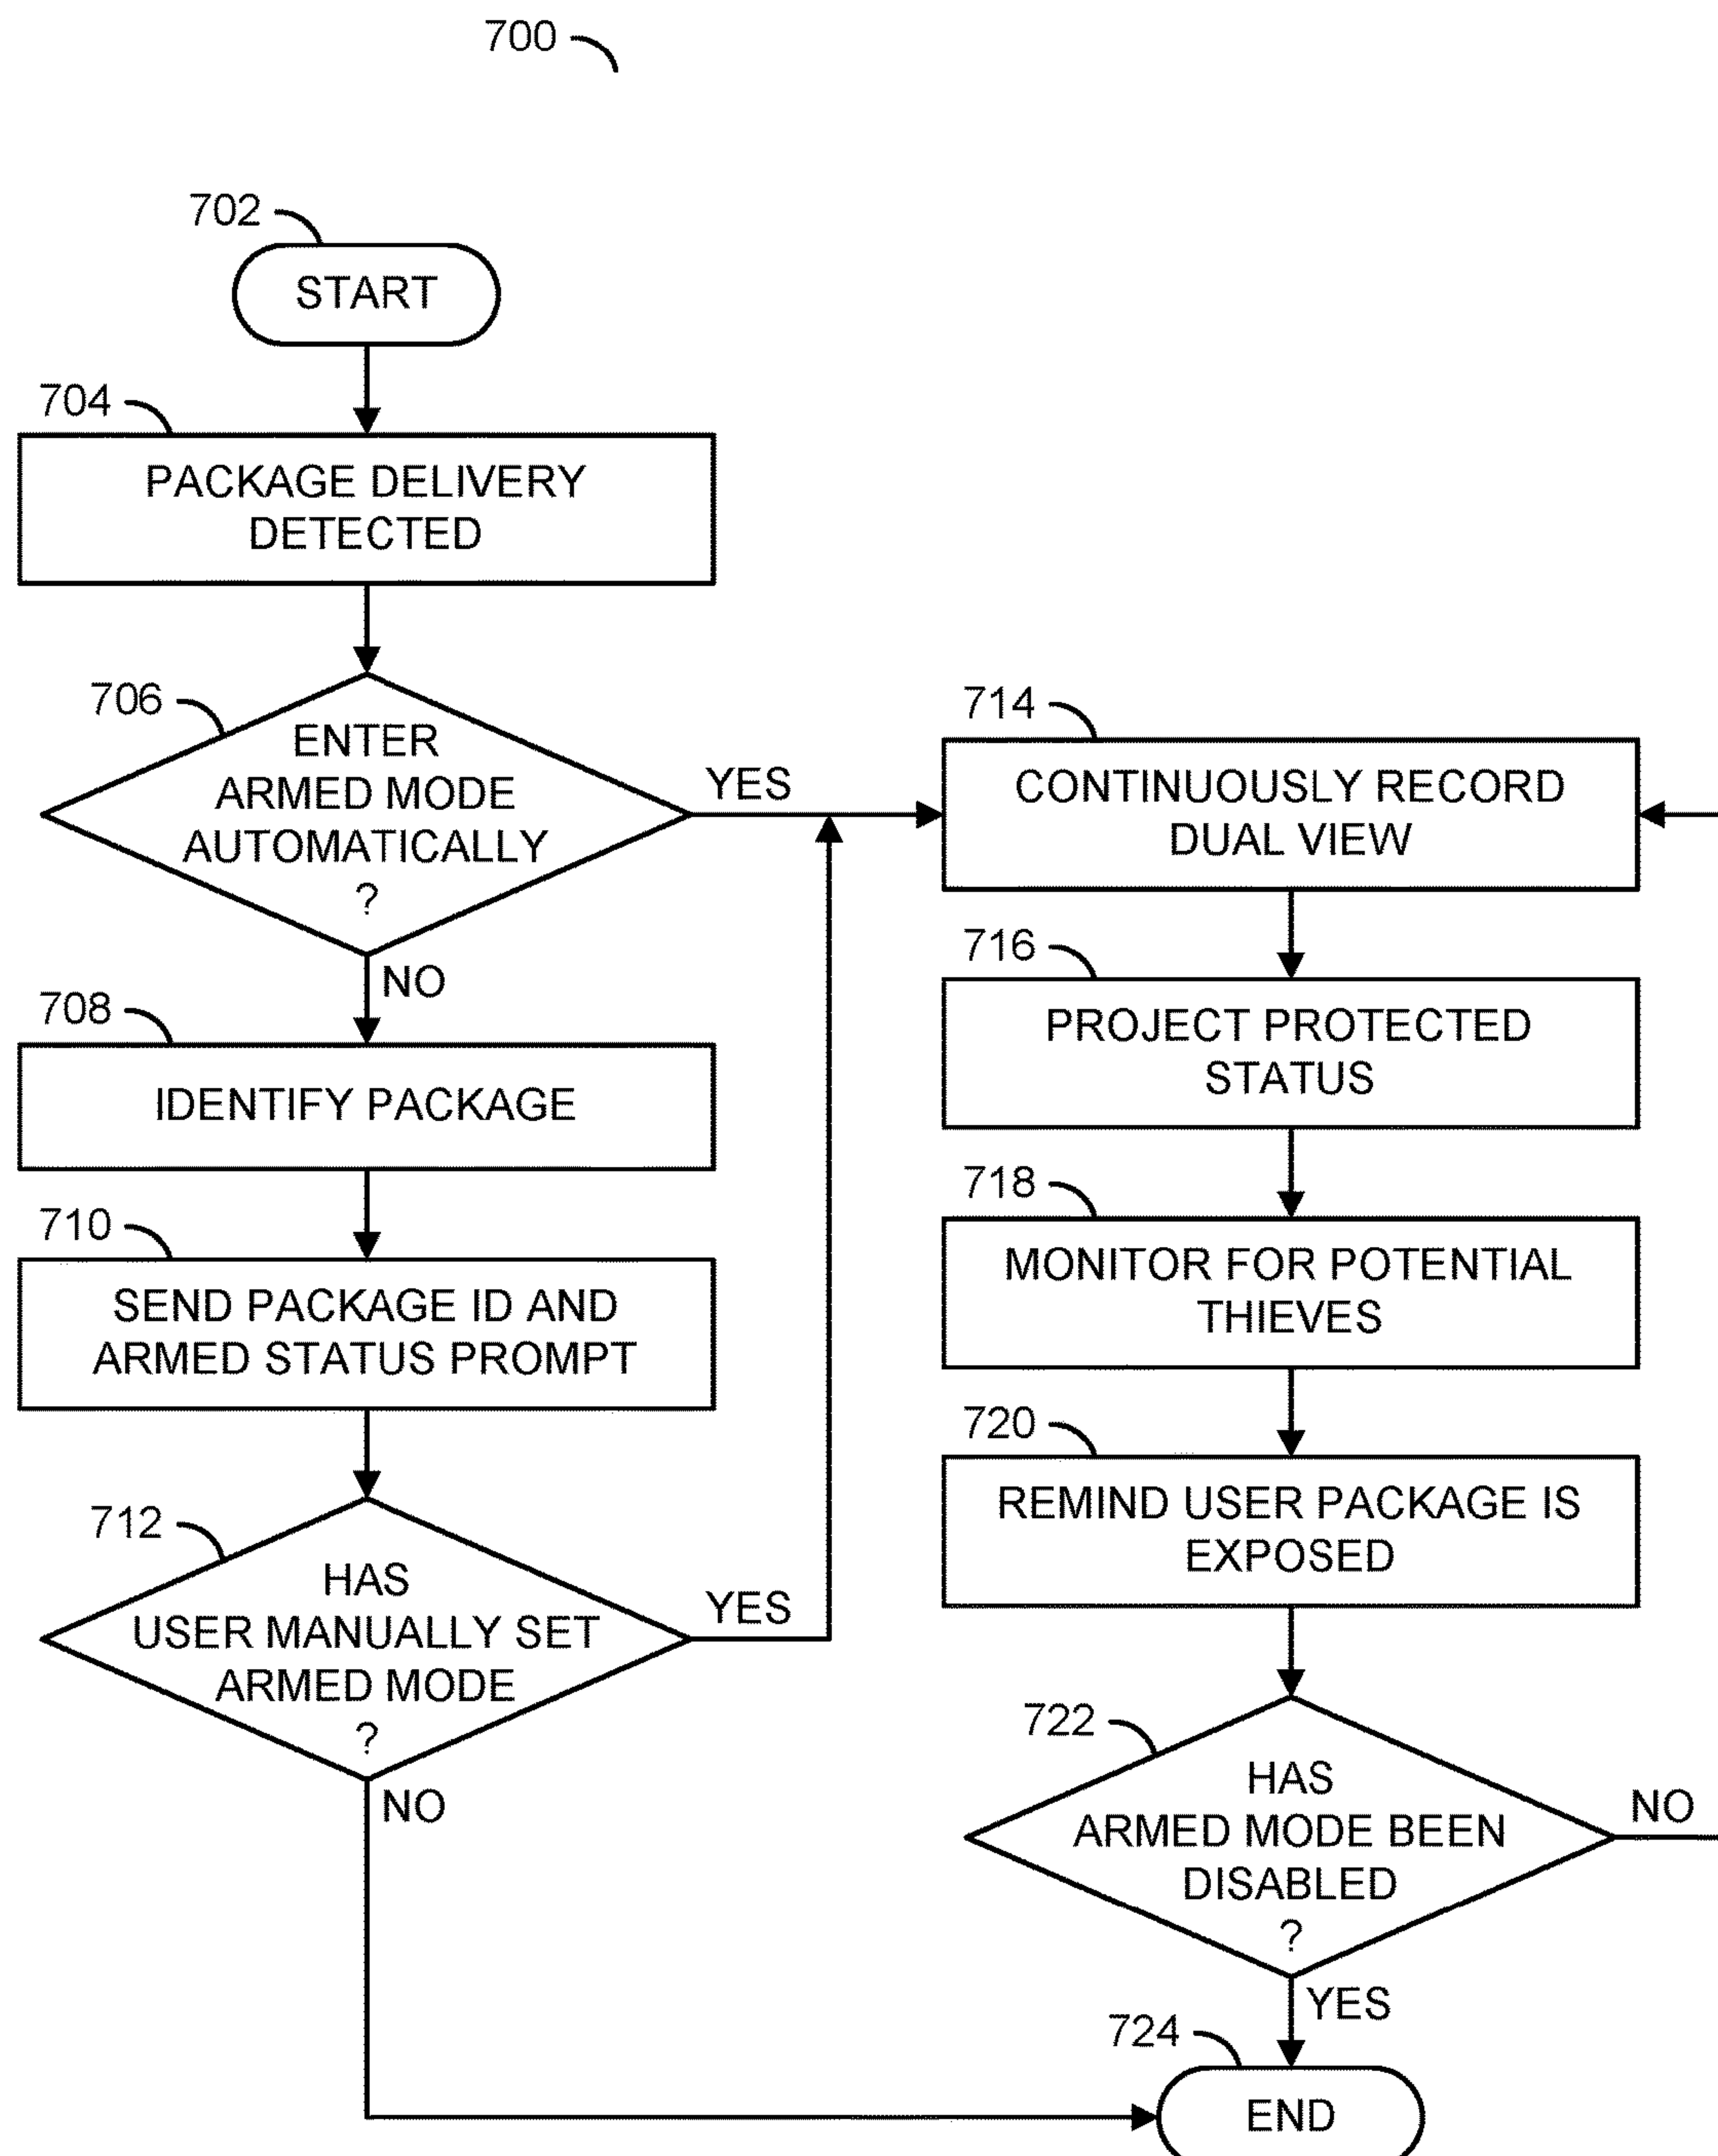 700
702
START
704
PACKAGE DELIVERY
DETECTED
706
ENTER
ARMED MODE
AUTOMATICALLY
?
YES
NO
708
IDENTIFY PACKAGE
710
SEND PACKAGE ID AND
ARMED STATUS PROMPT
712
HAS
USER MANUALLY SET
ARMED MODE
?
YES
NO
714
CONTINUOUSLY RECORD
DUAL VIEW
716
PROJECT PROTECTED
STATUS
718
MONITOR FOR POTENTIAL
THIEVES
720
REMIND USER PACKAGE IS
EXPOSED
722
HAS
ARMED MODE BEEN
DISABLED
?
NO
YES
724
END